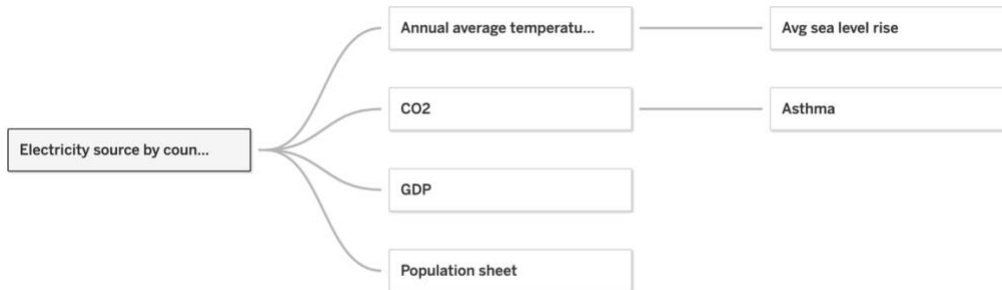 Annual average temperatu...
Avg sea level rise
CO2
Asthma
Electricity source by coun...
GDP
Population sheet